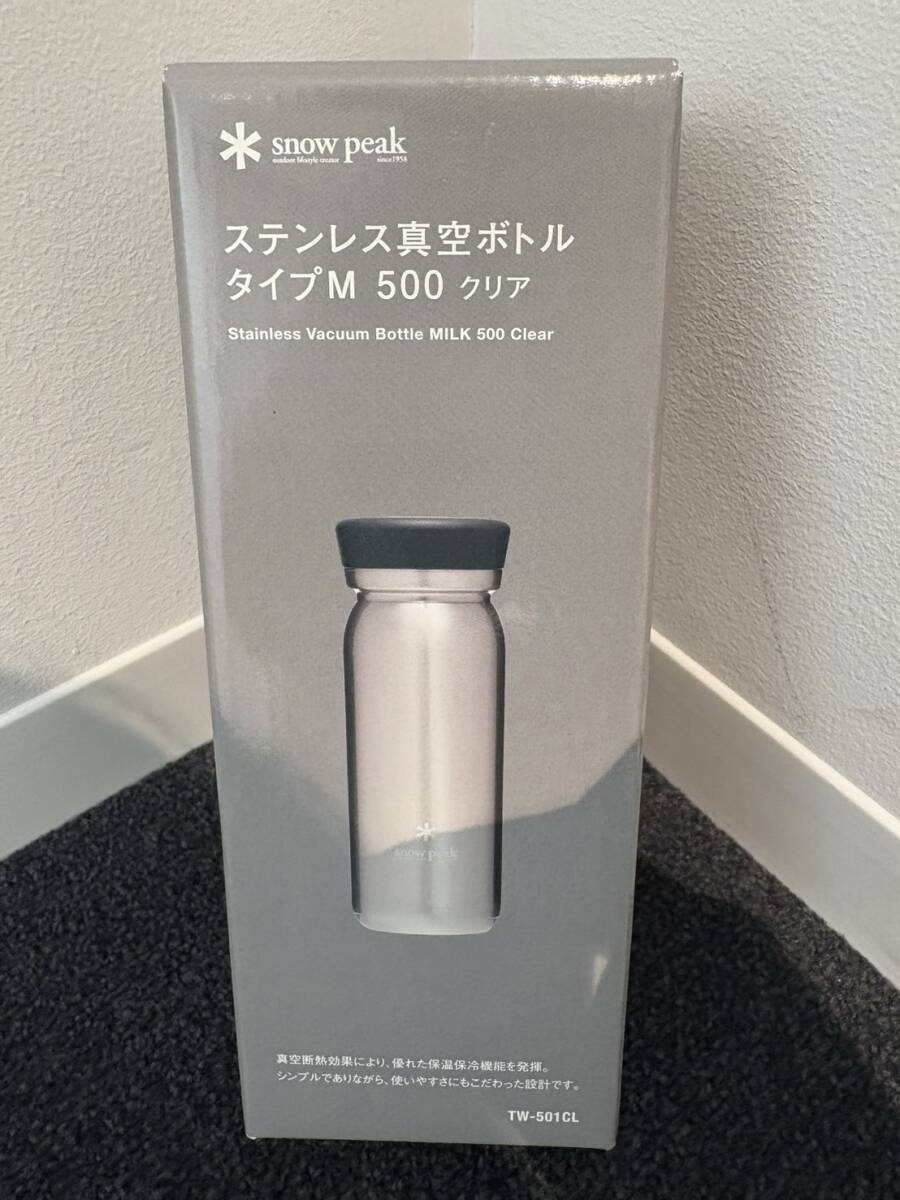 snow peak
outdoor lifestyle creator since1958
ステンレス真空ボトル
タイプM 500 クリア
Stainless Vacuum Bottle MILK 500 Clear
snow peak
真空断熱効果により、優れた保温保冷機能を発揮。
シンプルでありながら、使いやすさにもこだわった設計です。
TW-501CL